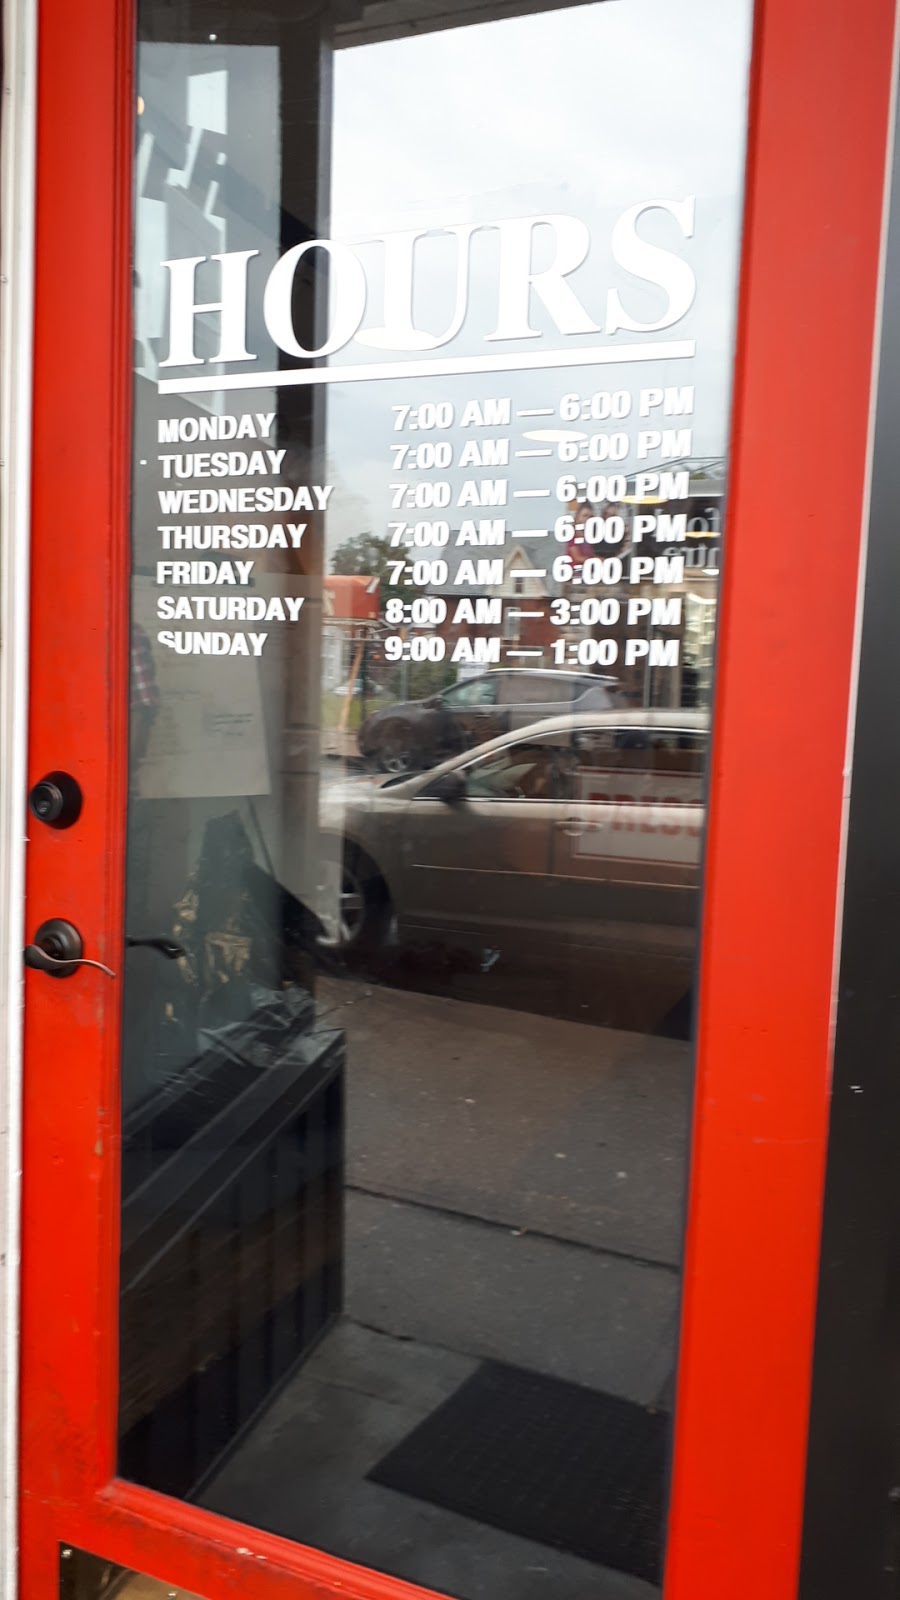 HOURS
MONDAY 7:00 AM — 6:00 PM
TUESDAY 7:00 AM — 6:00 PM
WEDNESDAY 7:00 AM — 6:00 PM
THURSDAY 7:00 AM — 6:00 PM
FRIDAY 7:00 AM — 6:00 PM
SATURDAY 8:00 AM — 3:00 PM
SUNDAY 9:00 AM — 1:00 PM